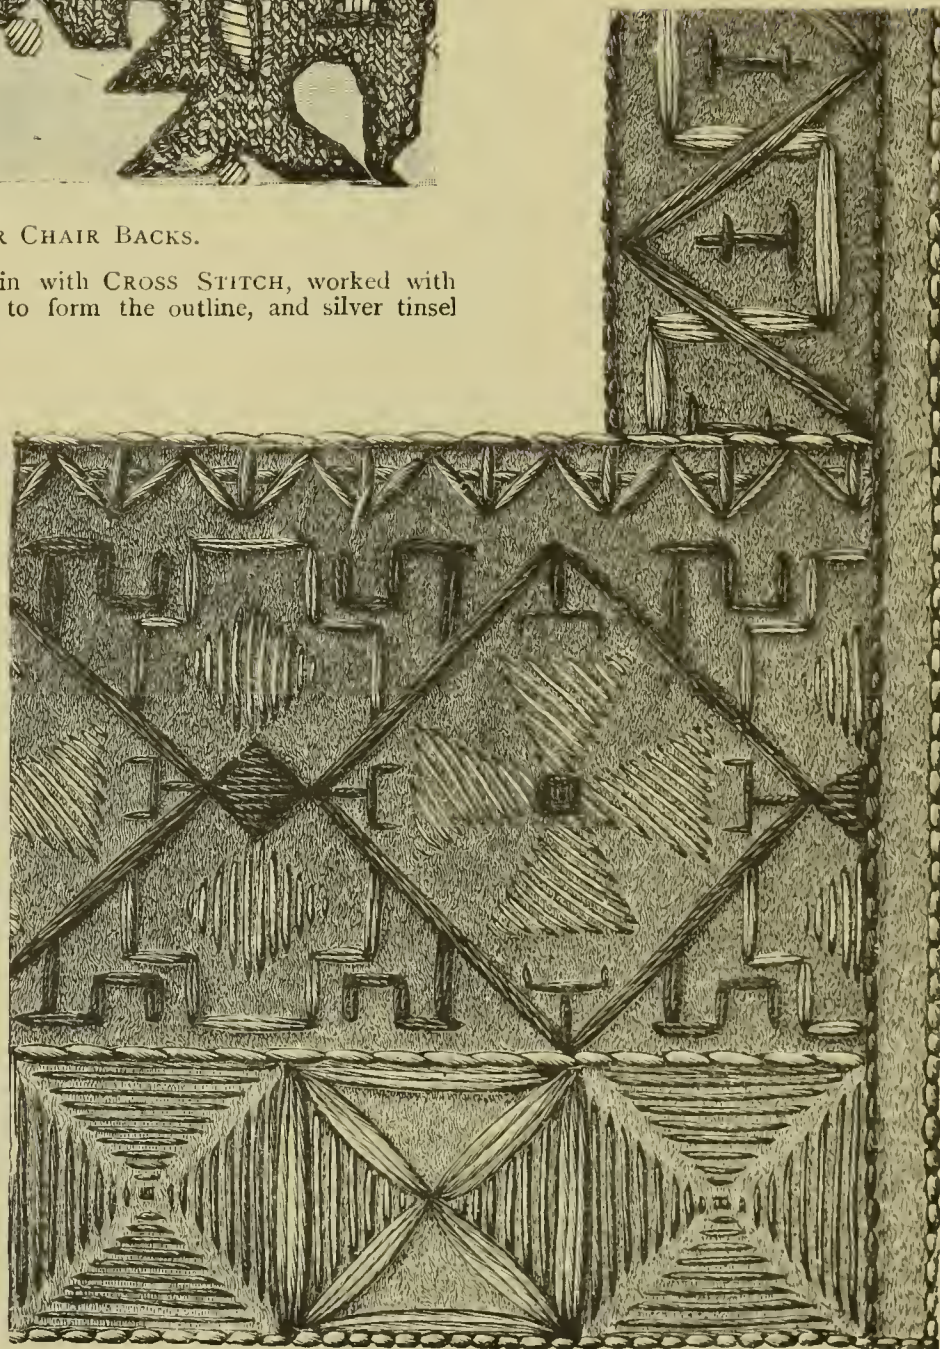 R CHAIR BACKS.
in with CROSS STITCH, worked with
to form the outline, and silver tinsel